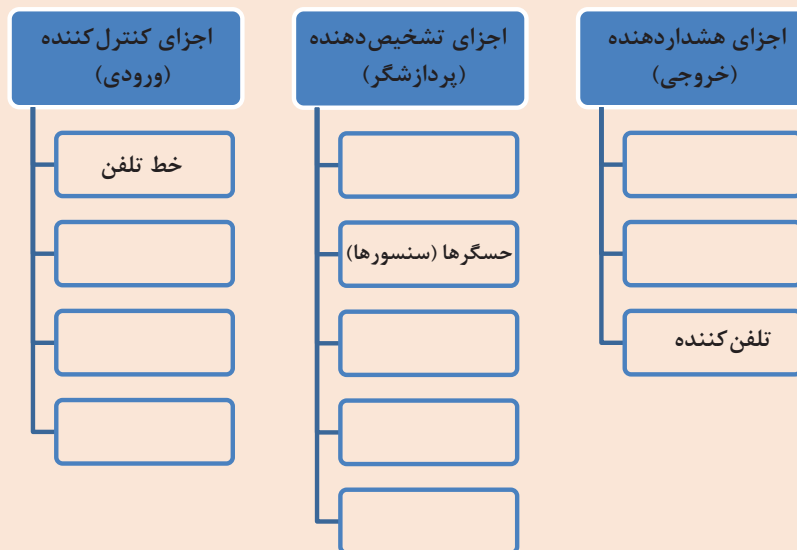 اجزای هشداردهنده
(خروجی)
تلفن‌کننده
اجزای تشخیص‌دهنده
(پردازشگر)
حسگرها (سنسورها)
اجزای کنترل‌کننده
(ورودی)
خط تلفن